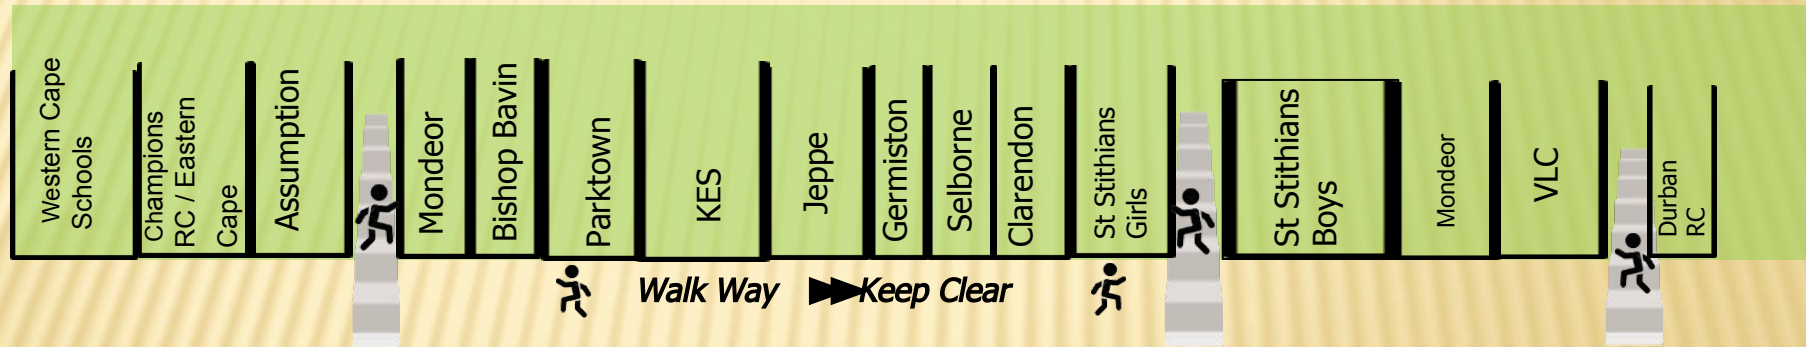 Western Cape
Schools
Champions
RC / Eastern
Cape
Assumption
Mondeor
Bishop Bavin
Parktown
KES
Jeppe
Germiston
Selborne
Clarendon
St Stithians
Girls
St Stithians
Boys
Mondeor
VLC
Durban
RC
Walk Way Keep Clear